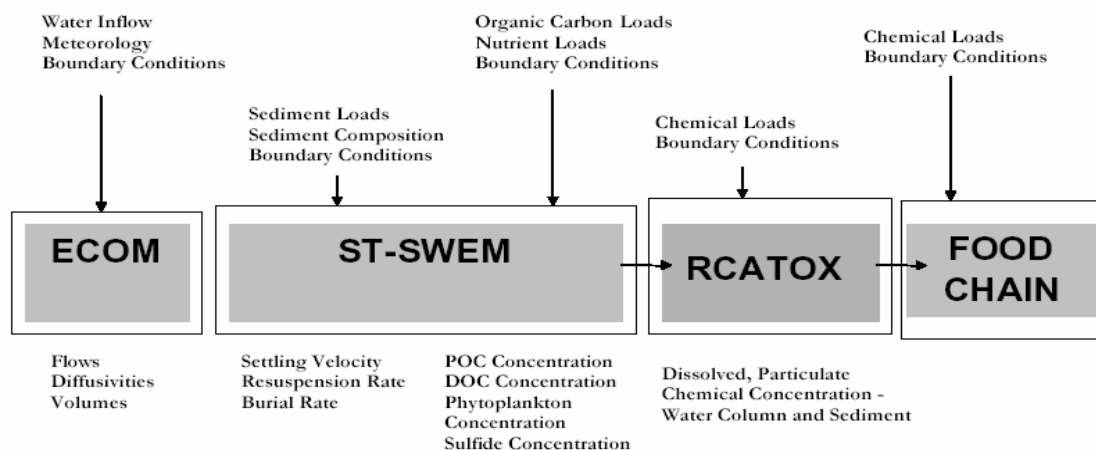 Water Inflow
Meteorology
Boundary Conditions
Sediment Loads
Sediment Composition
Boundary Conditions
Organic Carbon Loads
Nutrient Loads
Boundary Conditions
Chemical Loads
Boundary Conditions
Chemical Loads
Boundary Conditions
ECOM
ST-SWEM
RCATOX
FOOD
CHAIN
Flows
Diffusivities
Volumes
Settling Velocity
Resuspension Rate
Burial Rate
POC Concentration
DOC Concentration
Phytoplankton
Concentration
Sulfide Concentration
Dissolved, Particulate
Chemical Concentration -
Water Column and Sediment